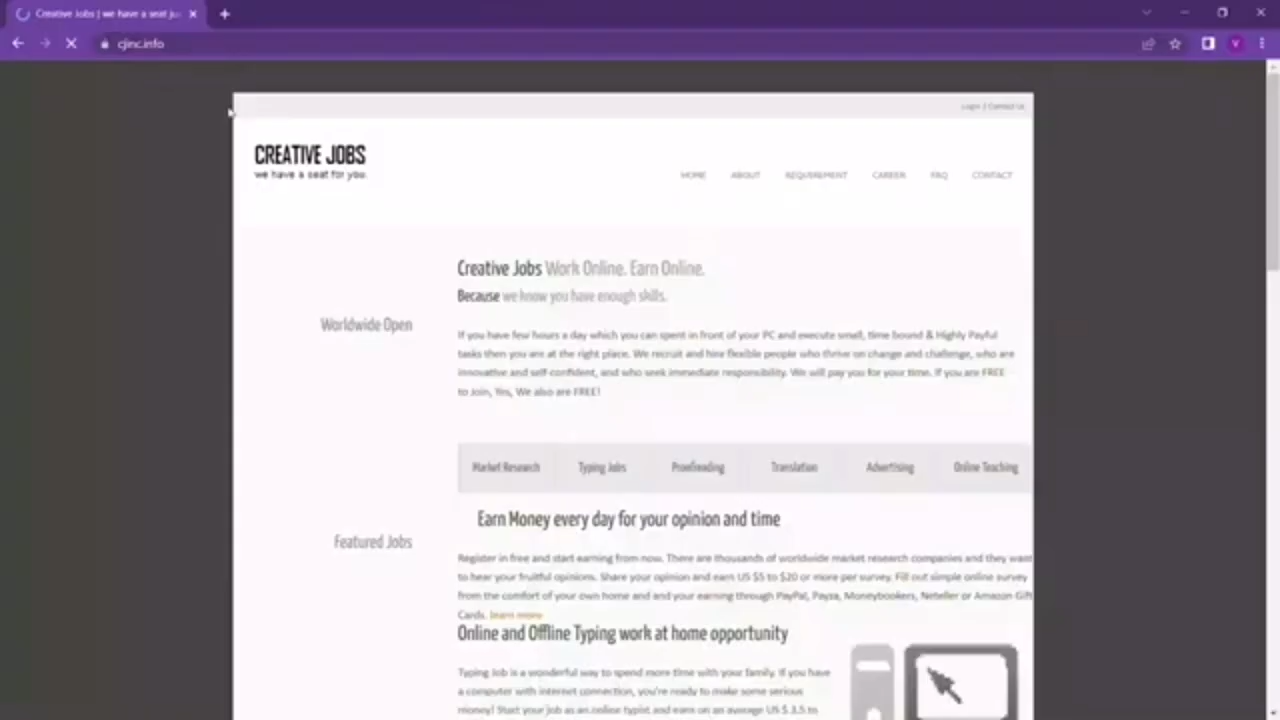 Creative Jobs | we have a seat ju
cjinc.info
V
Login | Contact Us
CREATIVE JOBS
we have a seat for you.
HOME ABOUT REQUIREMENT CAREER FAQ CONTACT
Creative Jobs Work Online. Earn Online.
Because we know you have enough skills.
Worldwide Open
If you have few hours a day which you can spent in front of your PC and execute small, time bound & Highly Payful
tasks then you are at the right place. We recruit and hire flexible people who thrive on change and challenge, who are
innovative and self-confident, and who seek immediate responsibility. We will pay you for your time. If you are FREE
to Join, Yes, We also are FREE!
Market Research Typing Jobs Proofreading Translation Advertising Online Teaching
Earn Money every day for your opinion and time
Featured Jobs
Register in free and start earning from now. There are thousands of worldwide market research companies and they want
to hear your fruitful opinions. Share your opinion and earn US $5 to $20 or more per survey. Fill out simple online survey
from the comfort of your own home and and your earning through PayPal, Payza, Moneybookers, Neteller or Amazon Gift
Cards. learn more
Online and Offline Typing work at home opportunity
Typing Job is a wonderful way to spend more time with your family. If you have
a computer with internet connection, you're ready to make some serious
money! Start your job as an online typist and earn on an average US $ 3.5 to